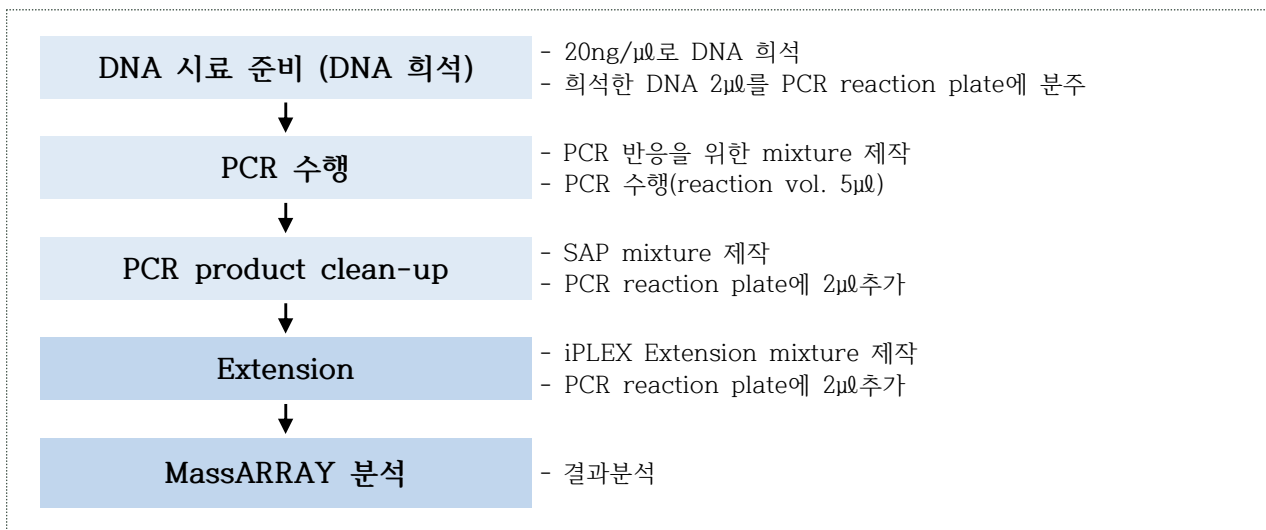 DNA 시료 준비 (DNA 희석)
- 20ng/㎕로 DNA 희석
- 희석한 DNA 2㎕를 PCR reaction plate에 분주
PCR 수행
- PCR 반응을 위한 mixture 제작
- PCR 수행(reaction vol. 5㎕)
PCR product clean-up
- SAP mixture 제작
- PCR reaction plate에 2㎕추가
Extension
- iPLEX Extension mixture 제작
- PCR reaction plate에 2㎕추가
MassARRAY 분석
- 결과분석